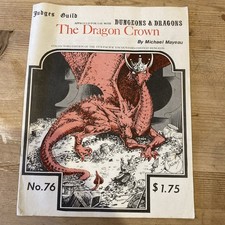 Judges Guild
DUNGEONS & DRAGONS
The Dragon Crown
By Michael Mayeau
No.76
$1.75